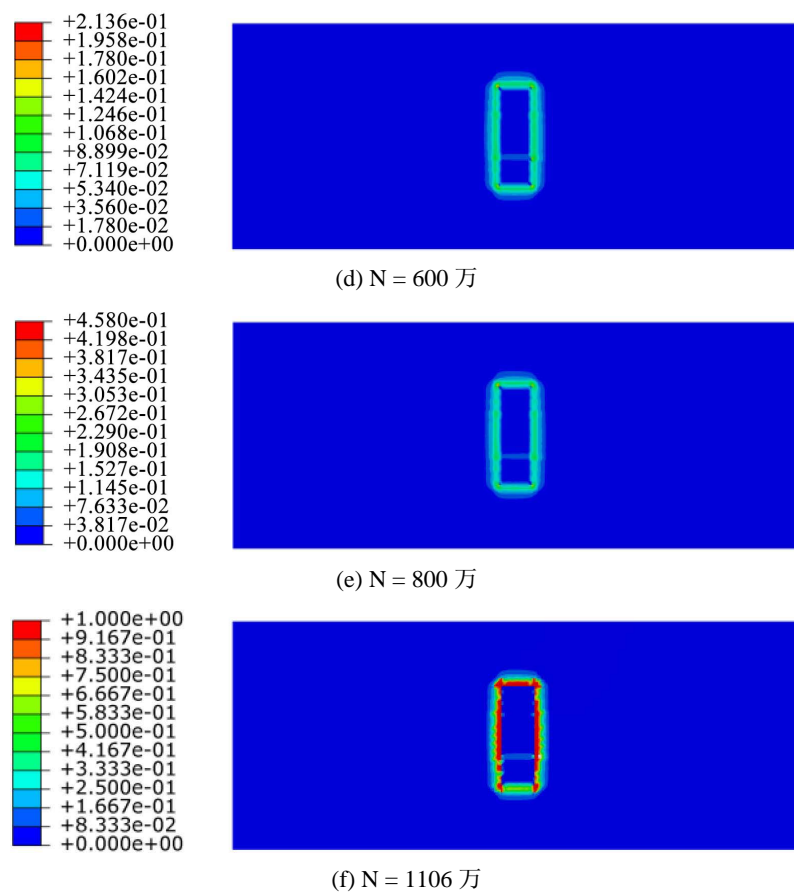 +2.136e-01
+1.958e-01
+1.780e-01
+1.602e-01
+1.424e-01
+1.246e-01
+1.068e-01
+8.899e-02
+7.119e-02
+5.340e-02
+3.560e-02
+1.780e-02
+0.000e+00
(d) N = 600 万
+4.580e-01
+4.198e-01
+3.817e-01
+3.435e-01
+3.053e-01
+2.672e-01
+2.290e-01
+1.908e-01
+1.527e-01
+1.145e-01
+7.633e-02
+3.817e-02
+0.000e+00
(e) N = 800 万
+1.000e+00
+9.167e-01
+8.333e-01
+7.500e-01
+6.667e-01
+5.833e-01
+5.000e-01
+4.167e-01
+3.333e-01
+2.500e-01
+1.667e-01
+8.333e-02
+0.000e+00
(f) N = 1106 万